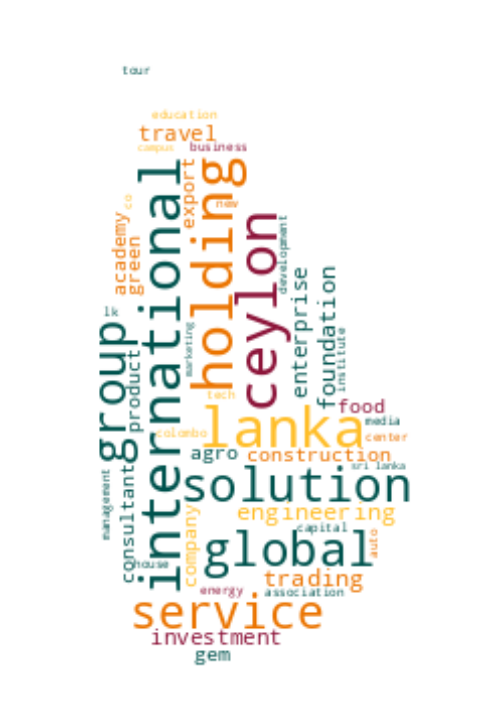 tour
education
travel
campus
business
international
holding
export
new
co
academy
green
ceylon
development
enterprise
foundation
institute
lk
group
product
marketing
tech
food
lanka
media
colombo
center
agro
construction
sri lanka
consultant
management
solution
engineering
company
capital
global
auto
house
trading
energy
association
service
investment
gem